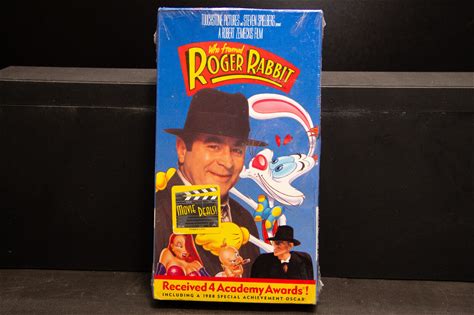 TOUCHSTONE PICTURES AND STEVEN SPIELBERG PRESENT
A ROBERT ZEMECKIS FILM
Who Framed
ROGER RABBIT
MOVIE
DEALS!
Received 4 Academy Awards®!
INCLUDING A 1988 SPECIAL ACHIEVEMENT OSCAR®